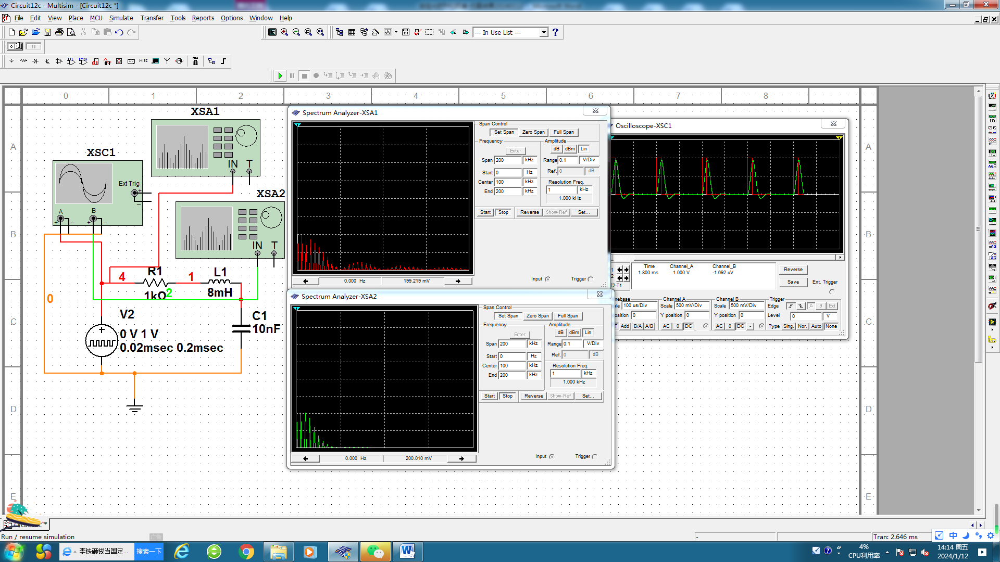 Circuit12c - Multisim - [Circuit12c *]
File Edit View Place MCU Simulate Transfer Tools Reports Options Window Help
--- In Use List ---
?
MISC
0 1 2 3 4 5 6 7 8
A
B
C
D
E
A
B
C
D
E
XSA1
IN T
XSC1
Ext Trig
A B
XSA2
IN T
4
R1
1kΩ
2
1
L1
8mH
0
V2
0 V 1 V
0.02msec 0.2msec
C1
10nF
Spectrum Analyzer-XSA1
Span Control
Set Span Zero Span Full Span
Frequency
Enter
Span 200 kHz
Start 0 Hz
Center 100 kHz
End 200 kHz
Amplitude
dB dBm Lin
Range 0.1 V/Div
Ref. 0 dB
Resolution Freq.
1 kHz
1.000 kHz
Start Stop Reverse Show-Ref Set...
0.000 Hz 199.219 mV
Input Trigger
Spectrum Analyzer-XSA2
Span Control
Set Span Zero Span Full Span
Frequency
Enter
Span 200 kHz
Start 0 Hz
Center 100 kHz
End 200 kHz
Amplitude
dB dBm Lin
Range 0.1 V/Div
Ref. 0 dB
Resolution Freq.
1 kHz
1.000 kHz
Start Stop Reverse Show-Ref Set...
0.000 Hz 200.010 mV
Input Trigger
Oscilloscope-XSC1
Time Channel_A Channel_B
1.800 ms 1.000 V -1.692 uV
T2-T1
Reverse
Save
Ext. Trigger
Channel A
Scale 500 mV/Div
Y position 0
AC 0 DC
Channel B
Scale 500 mV/Div
Y position 0
AC 0 DC -
100 us/Div
0
Add B/A A/B
Trigger
Edge A B Ext
Level 0 V
Type Sing. Nor. Auto None
Run / resume simulation
广告
-
Tran: 2.646 ms
中
李铁砸钱当国足...
搜索一下
4%
CPU利用率
14:14 周五
2024/1/12